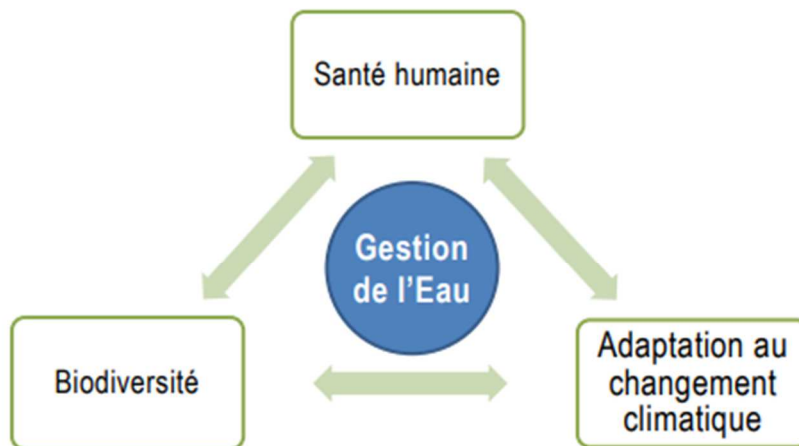 Santé humaine
Gestion
de l’Eau
Biodiversité
Adaptation au
changement
climatique